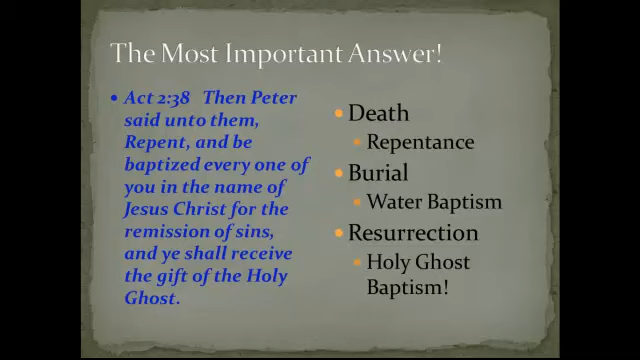 The Most Important Answer!
• Act 2:38 Then Peter
said unto them,
Repent, and be
baptized every one of
you in the name of
Jesus Christ for the
remission of sins,
and ye shall receive
the gift of the Holy
Ghost.
• Death
• Repentance
• Burial
• Water Baptism
• Resurrection
• Holy Ghost
Baptism!